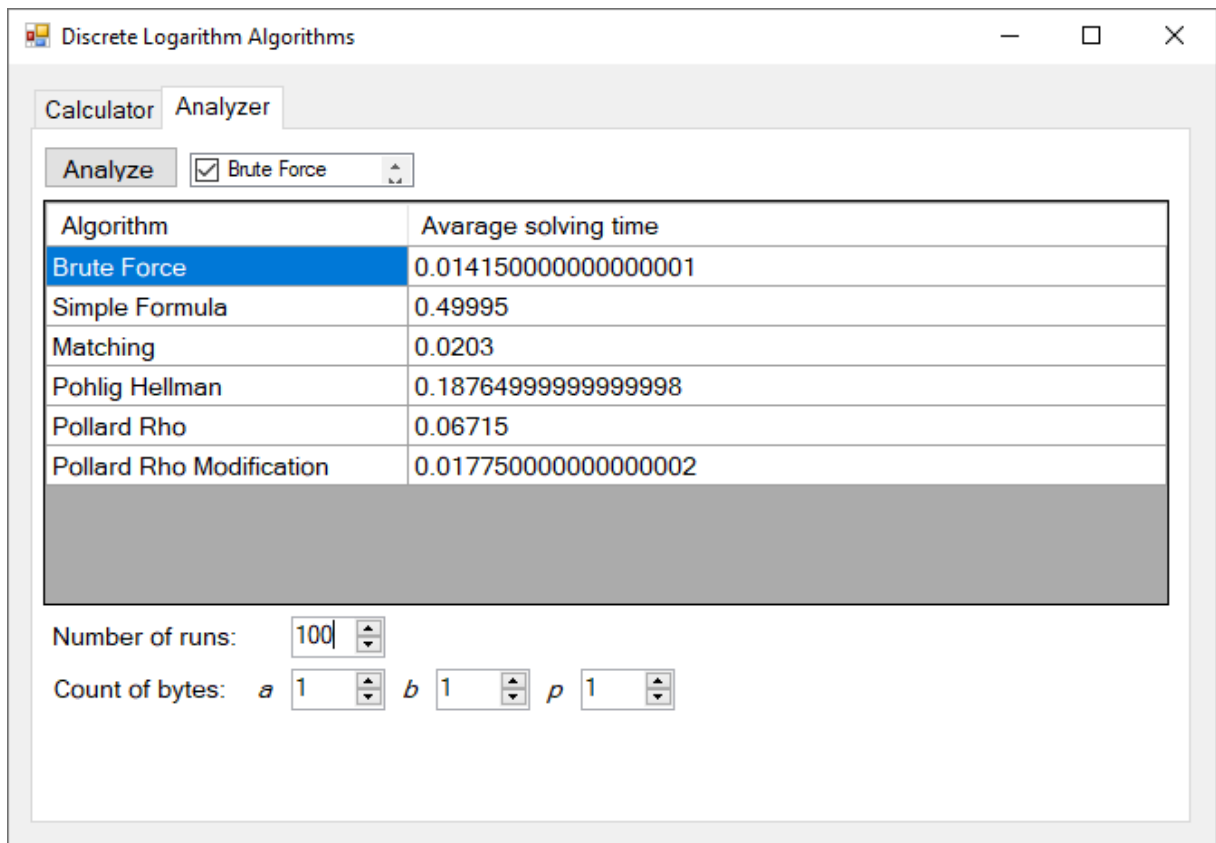 Discrete Logarithm Algorithms
Calculator Analyzer
Analyze Brute Force
Algorithm Avarage solving time
Brute Force 0.014150000000000001
Simple Formula 0.49995
Matching 0.0203
Pohlig Hellman 0.18764999999999998
Pollard Rho 0.06715
Pollard Rho Modification 0.017750000000000002
Number of runs: 100
Count of bytes: a 1 b 1 p 1